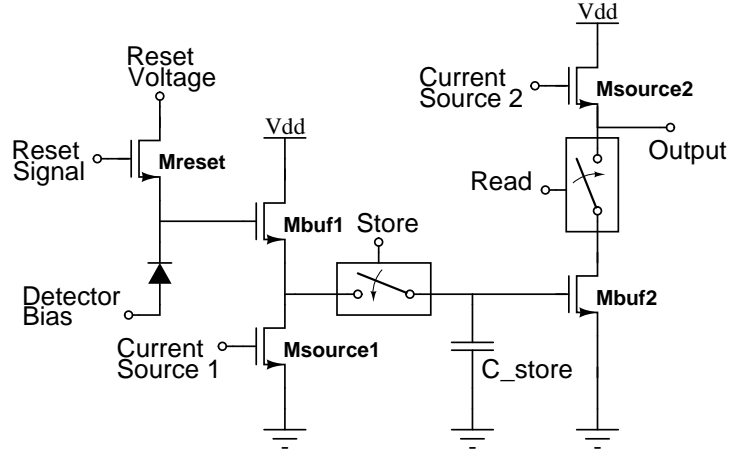 Vdd
Reset
Voltage
Current
Source 2
Msource2
Vdd
Reset
Signal
Mreset
Output
Read
Mbuf1
Store
Detector
Bias
Mbuf2
Current
Source 1
Msource1
C_store